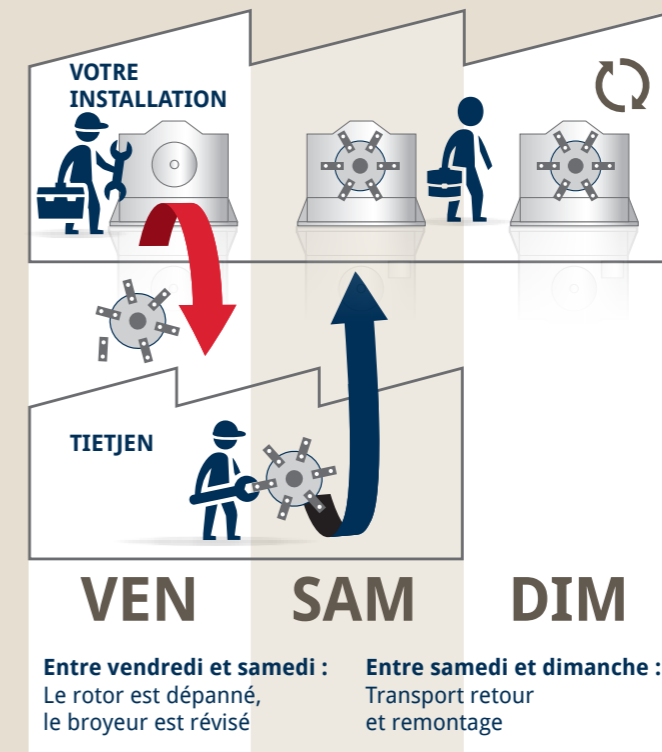 VOTRE
INSTALLATION
TIETJEN
VEN
SAM
DIM
Entre vendredi et samedi :
Le rotor est dépanné,
le broyeur est révisé
Entre samedi et dimanche :
Transport retour
et remontage